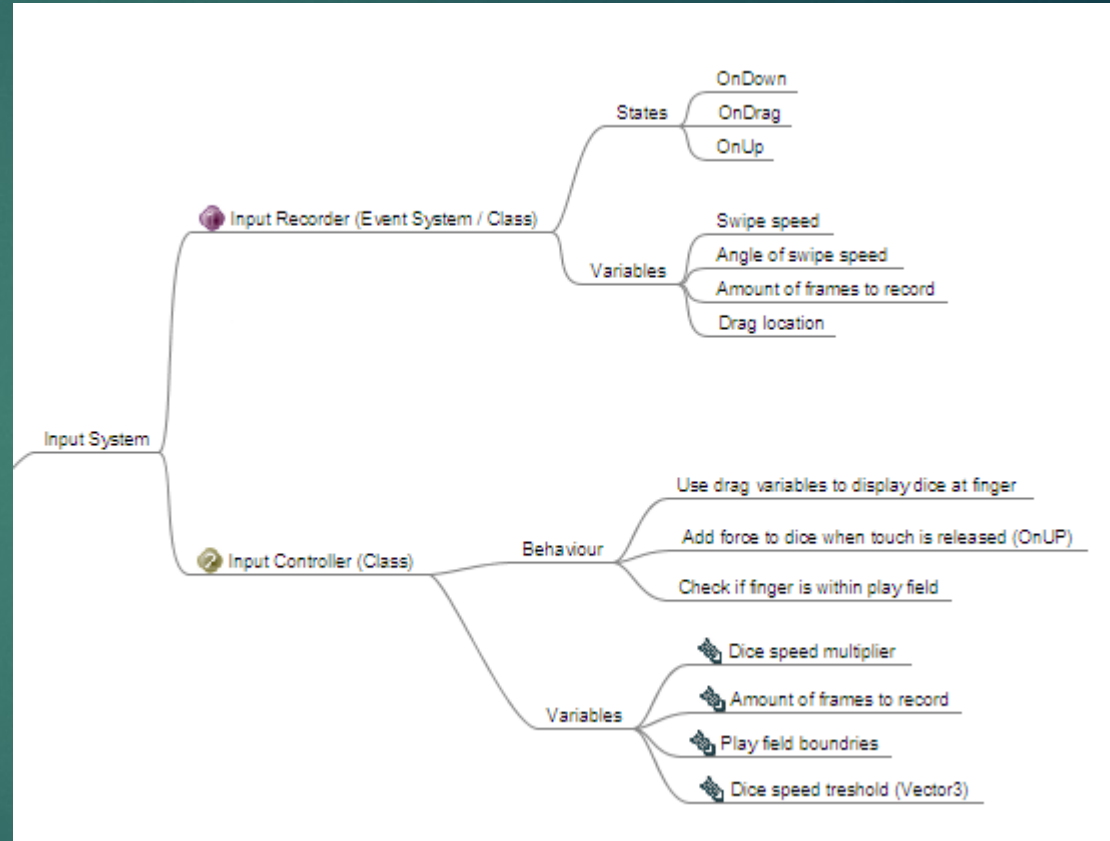 Input System
Input Recorder (Event System / Class)
States
OnDown
OnDrag
OnUp
Variables
Swipe speed
Angle of swipe speed
Amount of frames to record
Drag location
Input Controller (Class)
Behaviour
Use drag variables to display dice at finger
Add force to dice when touch is released (OnUP)
Check if finger is within play field
Variables
Dice speed multiplier
Amount of frames to record
Play field boundries
Dice speed treshold (Vector3)